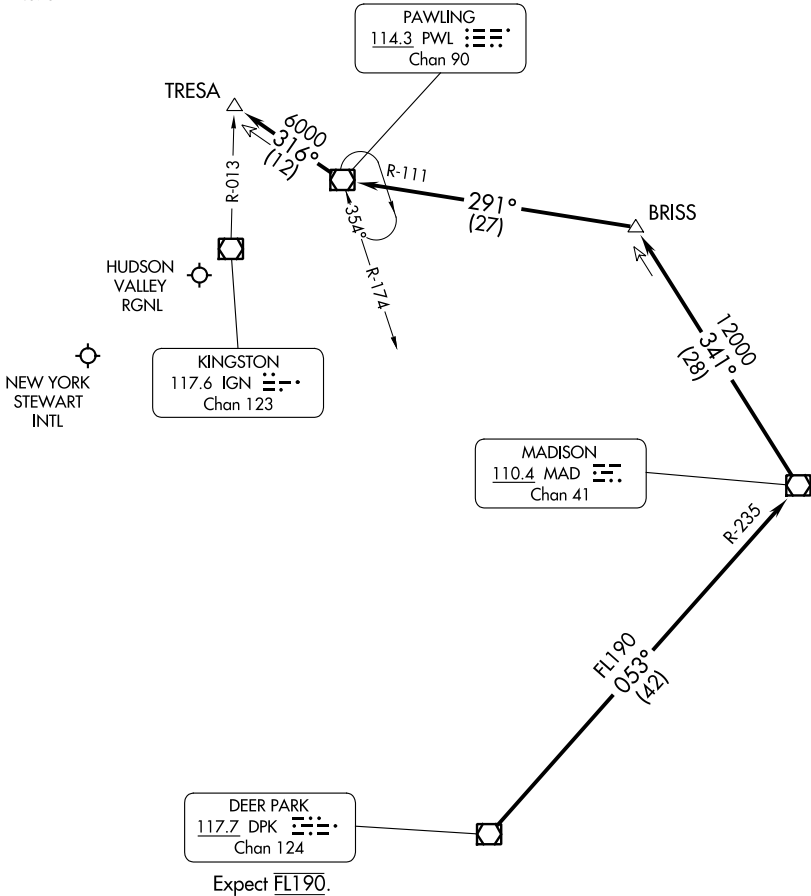 PAWLING
114.3 PWL
Chan 90
TRESA
6000
316°
(12)
R-111
291°
(27)
BRISS
R-013
354°
R-174
HUDSON
VALLEY
RGNL
12000
341°
(28)
NEW YORK
STEWART
INTL
KINGSTON
117.6 IGN
Chan 123
MADISON
110.4 MAD
Chan 41
R-235
FL190
053°
(42)
DEER PARK
117.7 DPK
Chan 124
Expect FL190.